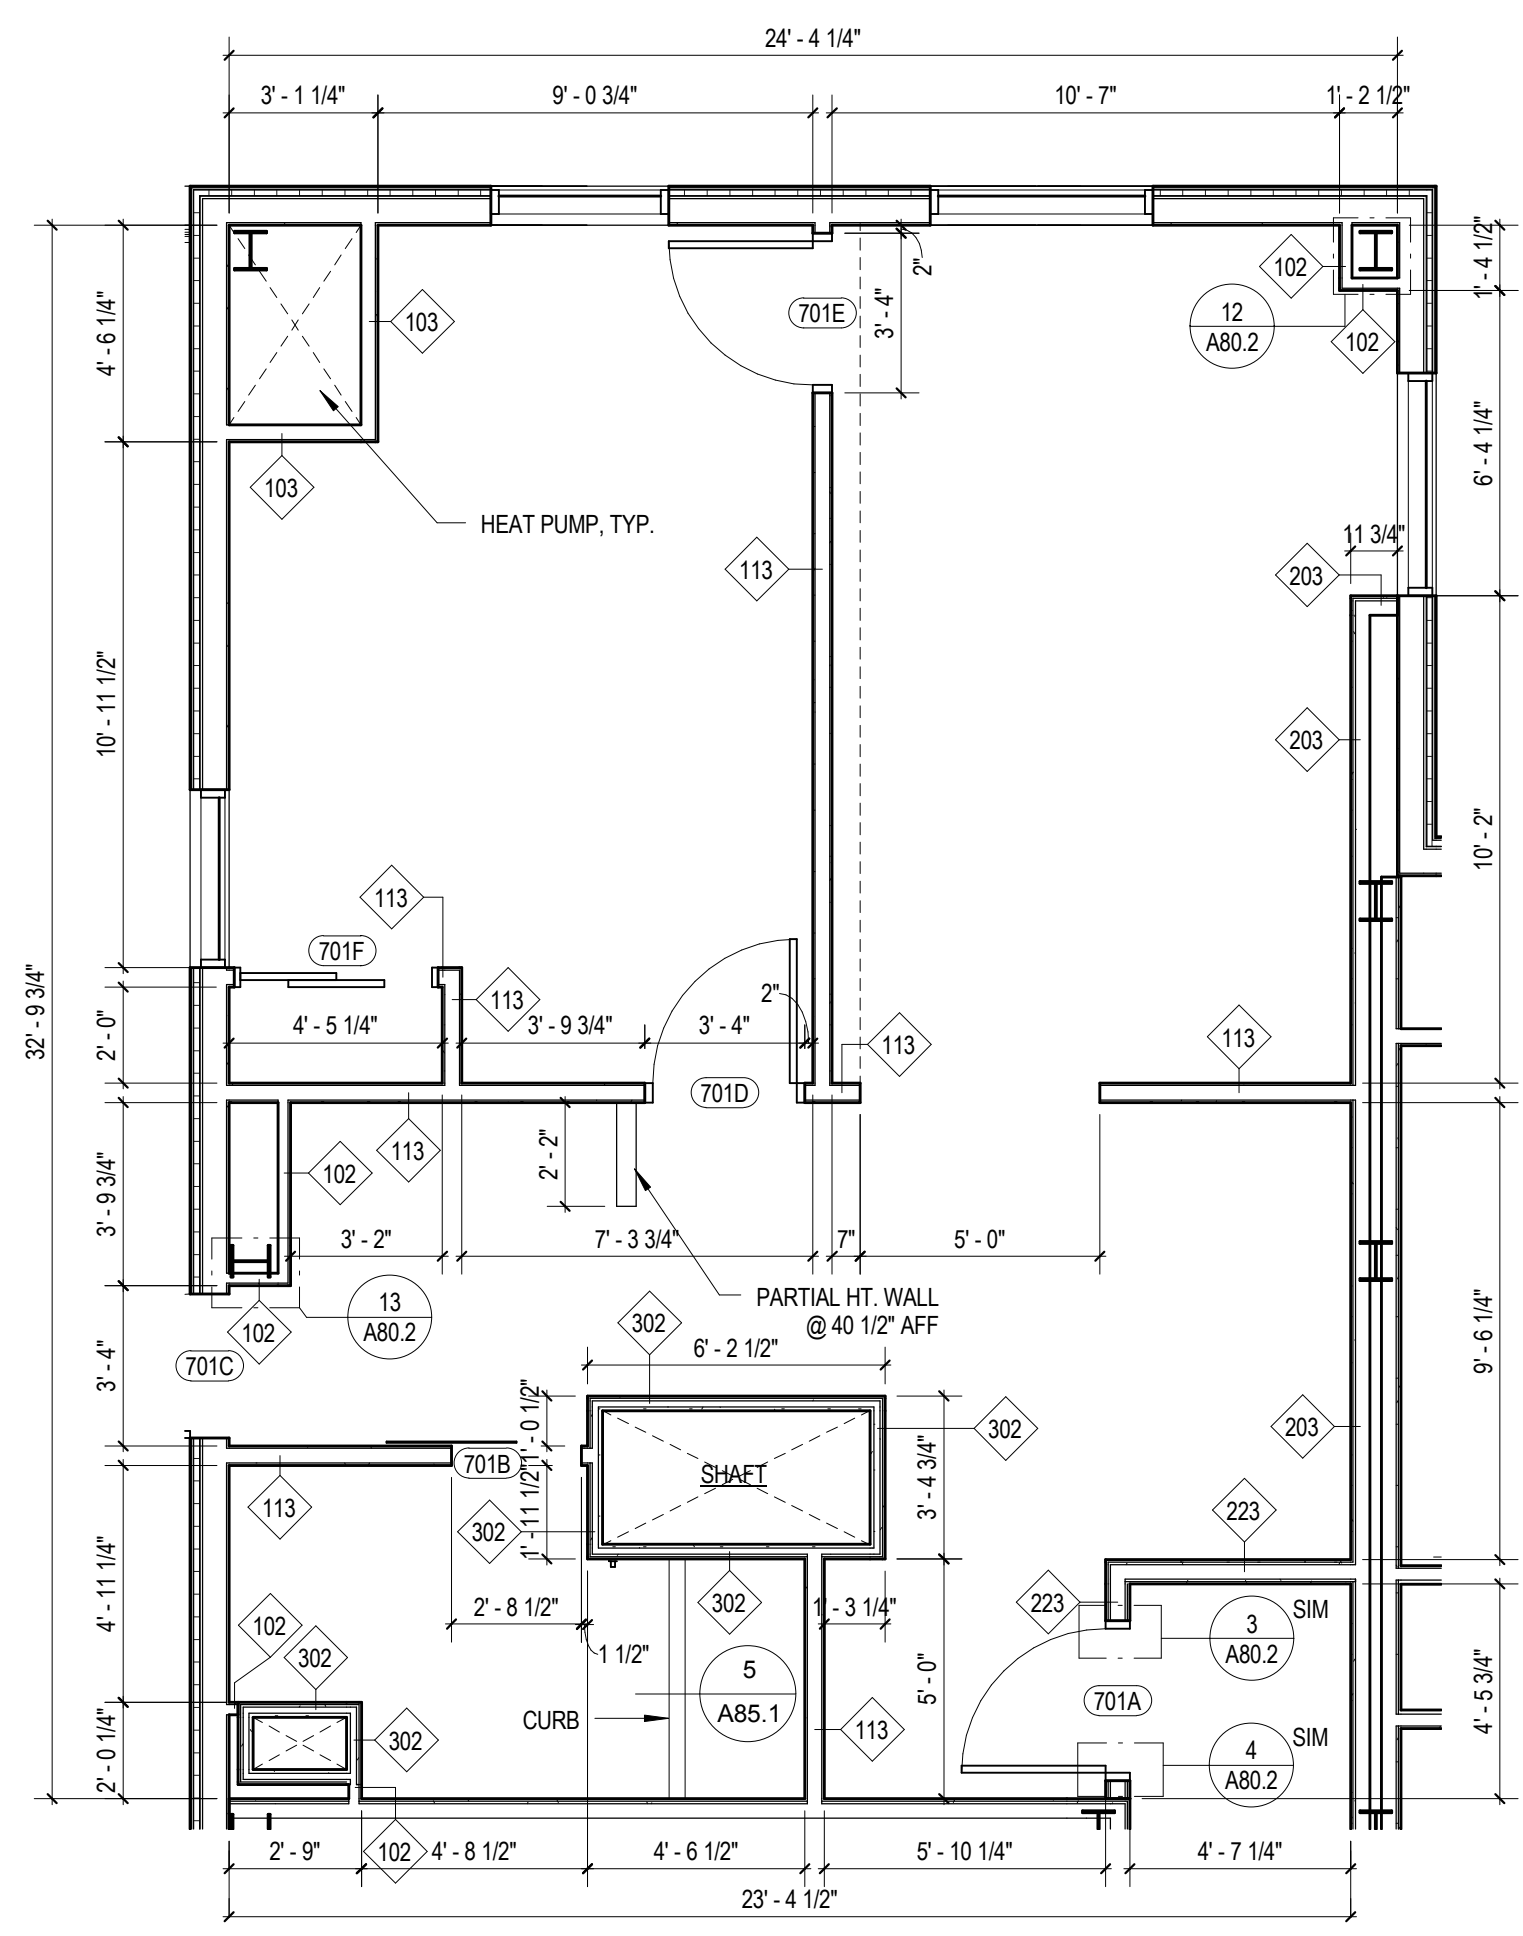 24' - 4 1/4"
3' - 1 1/4"
9' - 0 3/4"
10' - 7"
1' - 2 1/2"
2"
3' - 4"
701E
102
12
A80.2
102
1' - 4 1/2"
103
4' - 6 1/4"
103
HEAT PUMP, TYP.
6' - 4 1/4"
11 3/4"
113
203
10' - 11 1/2"
203
10' - 2"
113
701F
32' - 9 3/4"
113
2"
2' - 0"
4' - 5 1/4"
3' - 9 3/4"
3' - 4"
113
113
701D
113
102
2' - 2"
3' - 9 3/4"
3' - 2"
7' - 3 3/4"
7"
5' - 0"
13
A80.2
102
PARTIAL HT. WALL
@ 40 1/2" AFF
302
6' - 2 1/2"
701C
3' - 4"
9' - 6 1/4"
1' - 0 1/2"
302
203
701B
SHAFT
3' - 4 3/4"
113
302
1' - 11 1/2"
223
4' - 11 1/4"
2' - 8 1/2"
302
1' - 3 1/4"
223
3
A80.2
SIM
102
302
1 1/2"
5
A85.1
5' - 0"
701A
4' - 5 3/4"
CURB
113
302
4
A80.2
SIM
2' - 0 1/4"
2' - 9"
102
4' - 8 1/2"
4' - 6 1/2"
5' - 10 1/4"
4' - 7 1/4"
23' - 4 1/2"